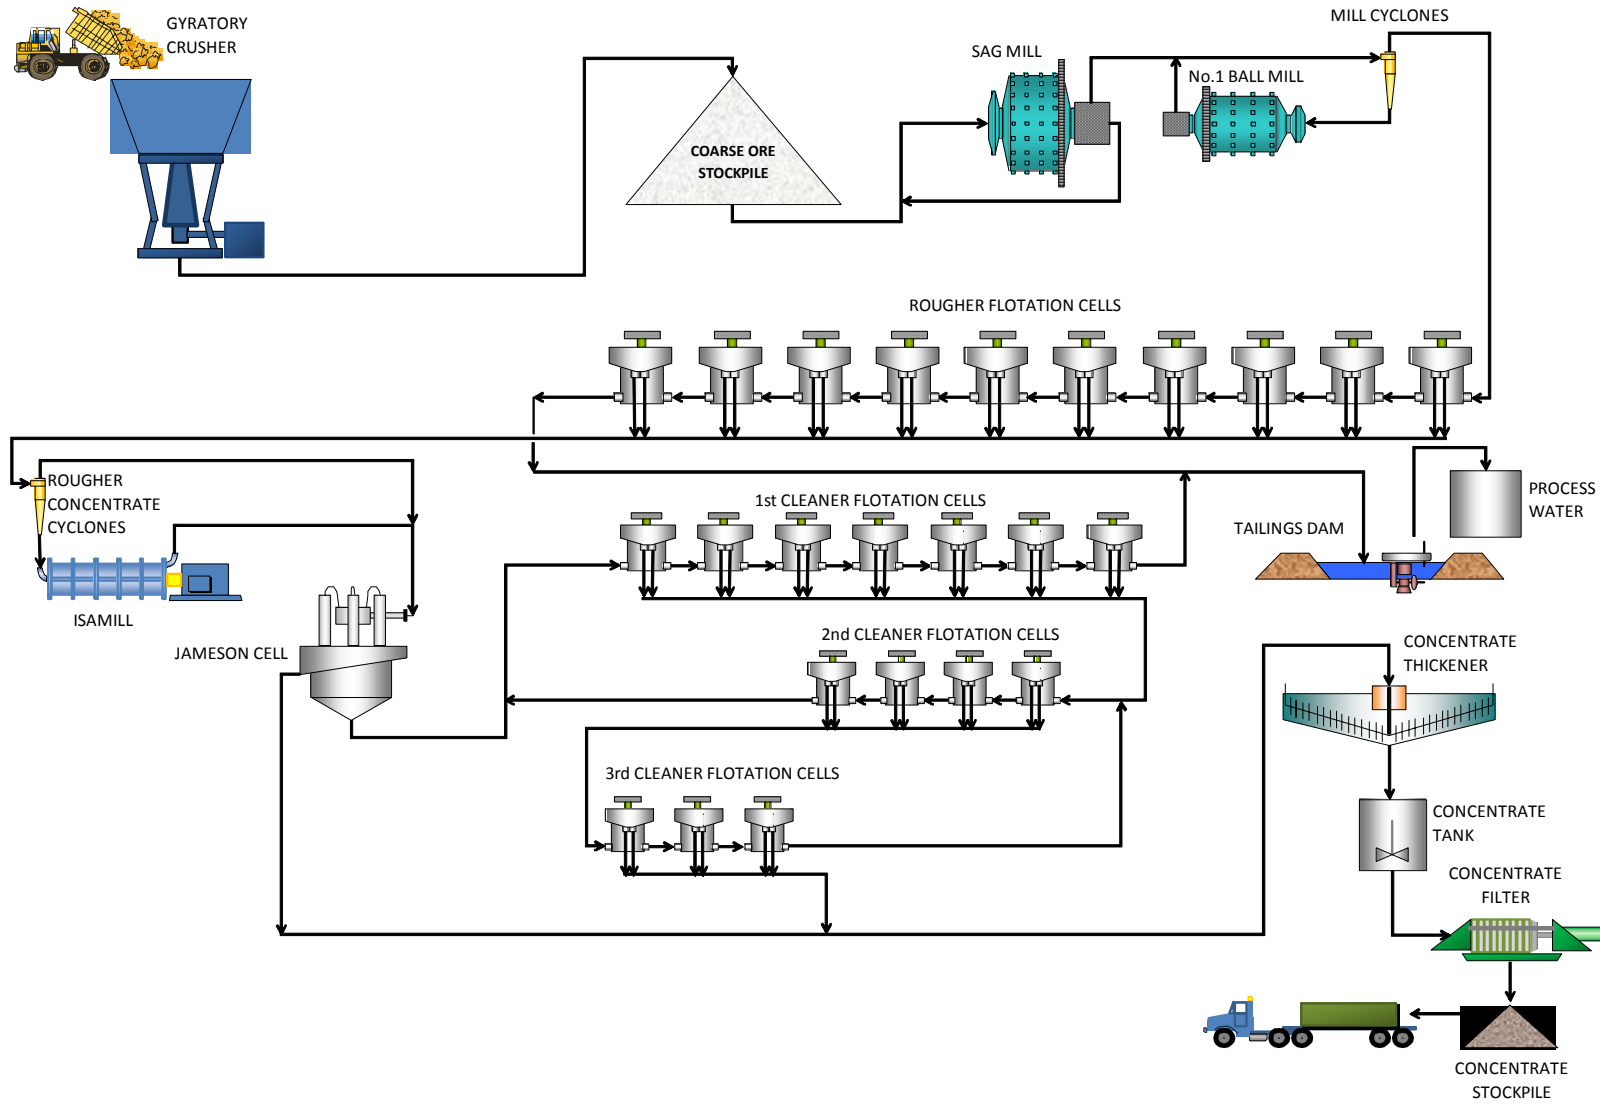 GYRATORY
CRUSHER
MILL CYCLONES
SAG MILL
No.1 BALL MILL
COARSE ORE
STOCKPILE
ROUGHER FLOTATION CELLS
ROUGHER
CONCENTRATE
CYCLONES
1st CLEANER FLOTATION CELLS
PROCESS
WATER
TAILINGS DAM
ISAMILL
JAMESON CELL
2nd CLEANER FLOTATION CELLS
CONCENTRATE
THICKENER
3rd CLEANER FLOTATION CELLS
CONCENTRATE
TANK
CONCENTRATE
FILTER
CONCENTRATE
STOCKPILE